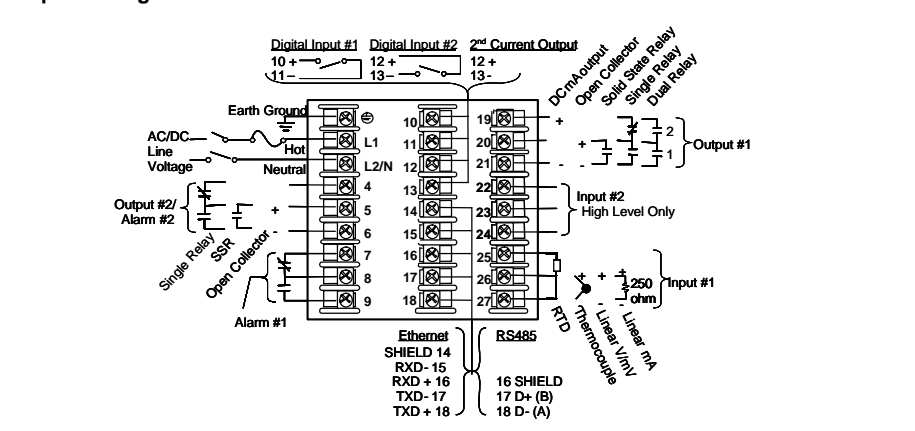 Digital Input #1
Digital Input #2
2nd Current Output
10 +
11 –
12 +
13 –
12 +
13 -
DC mA output
Open Collector
Solid State Relay
Single Relay
Dual Relay
Earth Ground
AC/DC
Line
Voltage
Hot
Neutral
L1
L2/N
4
5
6
7
8
9
10
11
12
13
14
15
16
17
18
19
20
21
22
23
24
25
26
27
+
+
-
-
2
1
Output #1
Output #2/
Alarm #2
+
-
Single Relay
SSR
Open Collector
Alarm #1
Input #2
High Level Only
+
+
+
-
-
-
250
ohm
Input #1
RTD
Thermocouple
Linear V/mV
Linear mA
Ethernet
SHIELD 14
RXD- 15
RXD + 16
TXD- 17
TXD + 18
RS485
16 SHIELD
17 D+ (B)
18 D- (A)